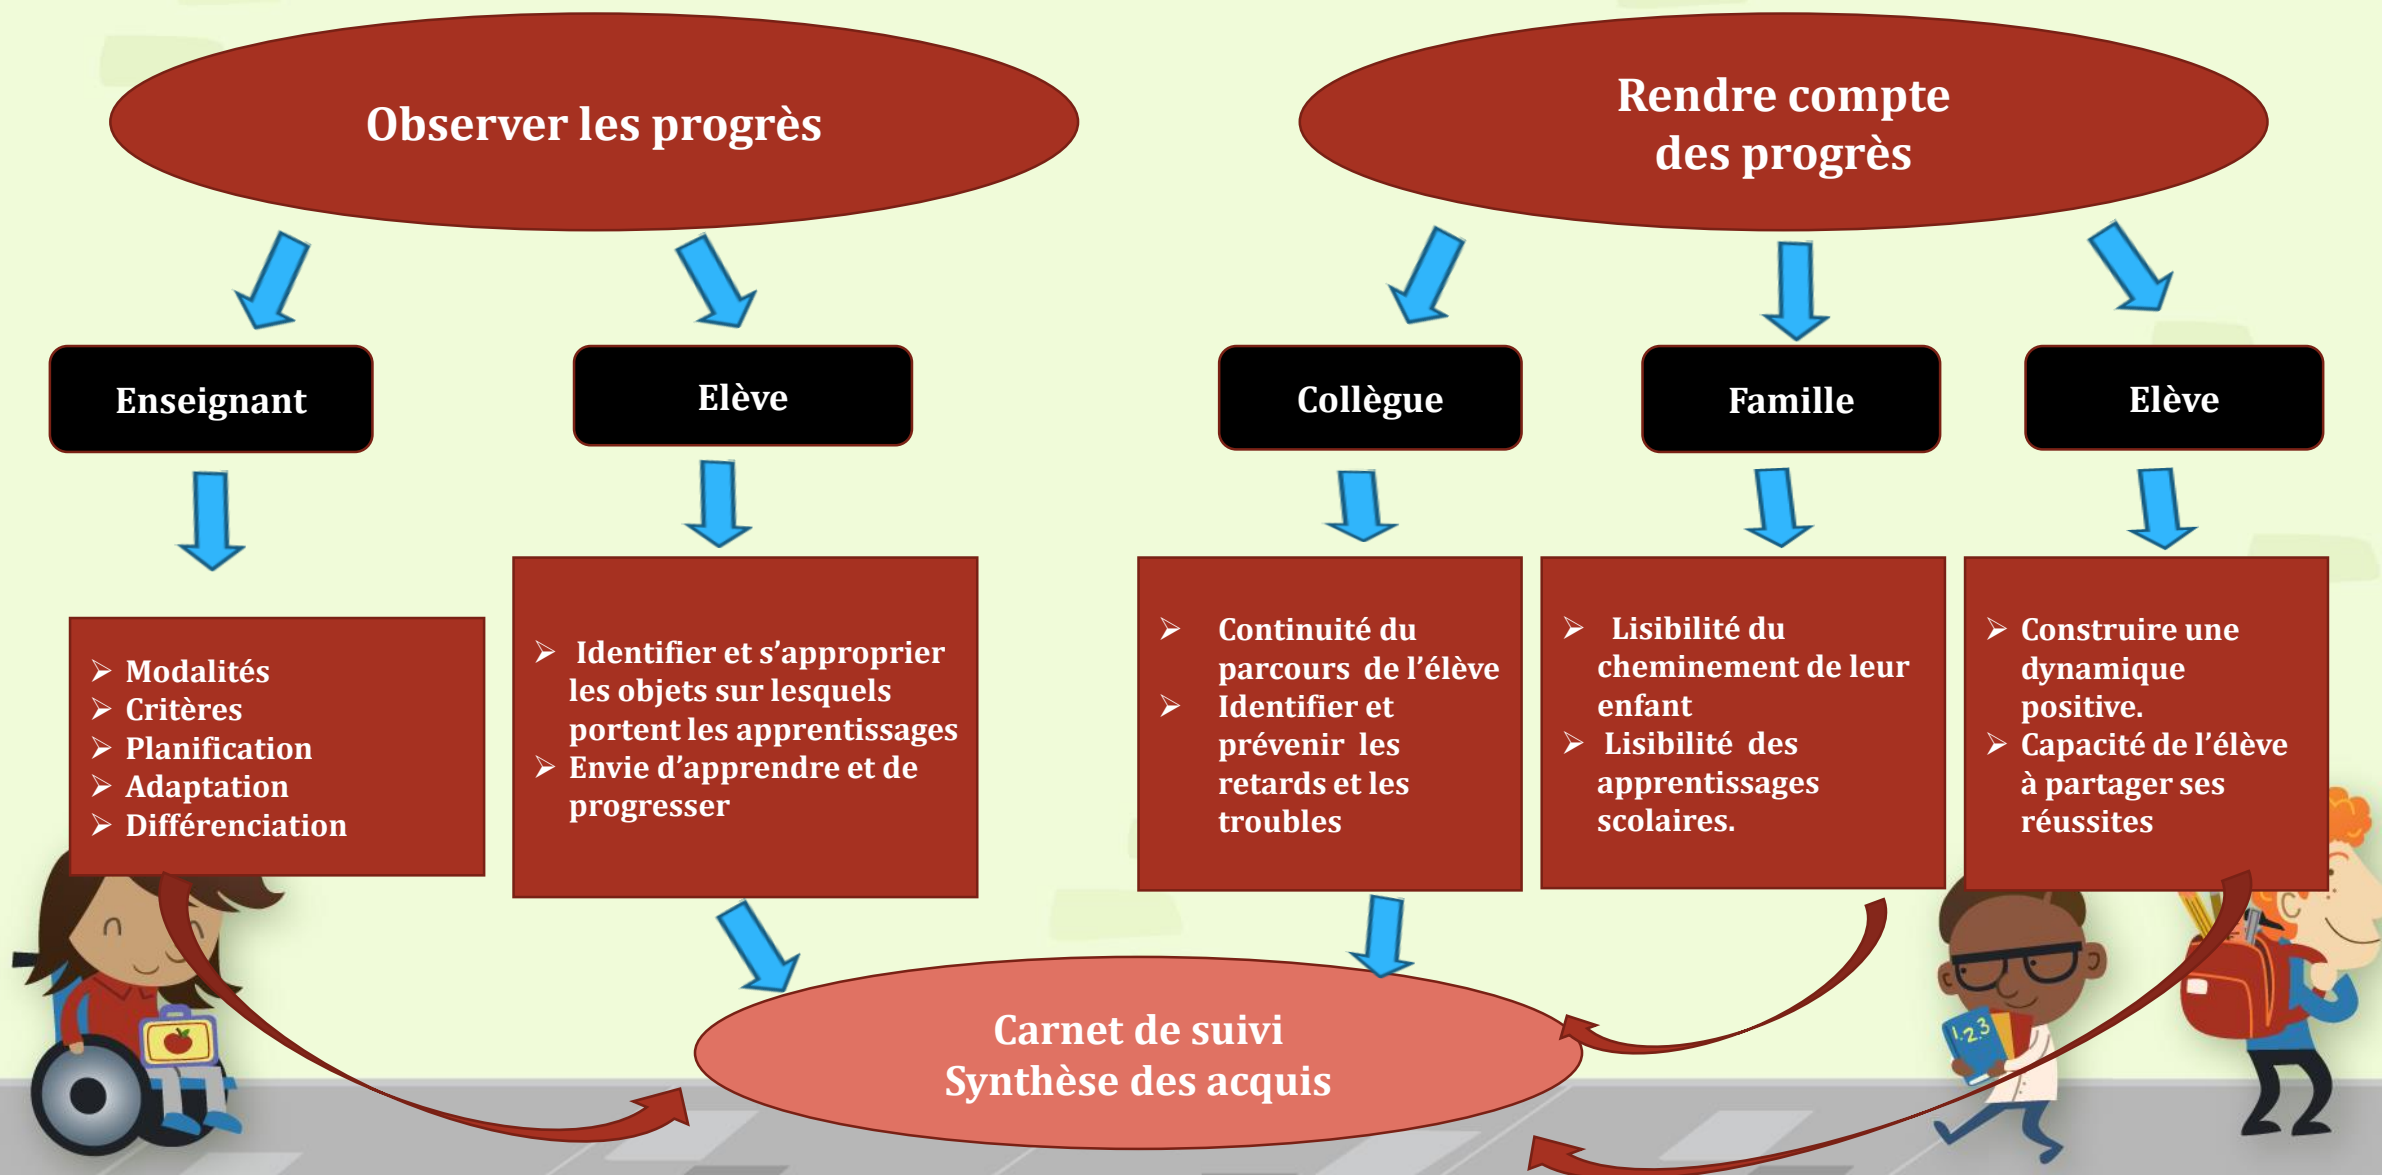 Observer les progrès
Rendre compte
des progrès
Enseignant
Elève
Collègue
Famille
Elève
➢ Modalités
➢ Critères
➢ Planification
➢ Adaptation
➢ Différenciation
➢ Identifier et s’approprier
les objets sur lesquels
portent les apprentissages
➢ Envie d’apprendre et de
progresser
➢ Continuité du
parcours de l’élève
➢ Identifier et
prévenir les
retards et les
troubles
➢ Lisibilité du
cheminement de leur
enfant
➢ Lisibilité des
apprentissages
scolaires.
➢ Construire une
dynamique
positive.
➢ Capacité de l’élève
à partager ses
réussites
Carnet de suivi
Synthèse des acquis
1,2,3